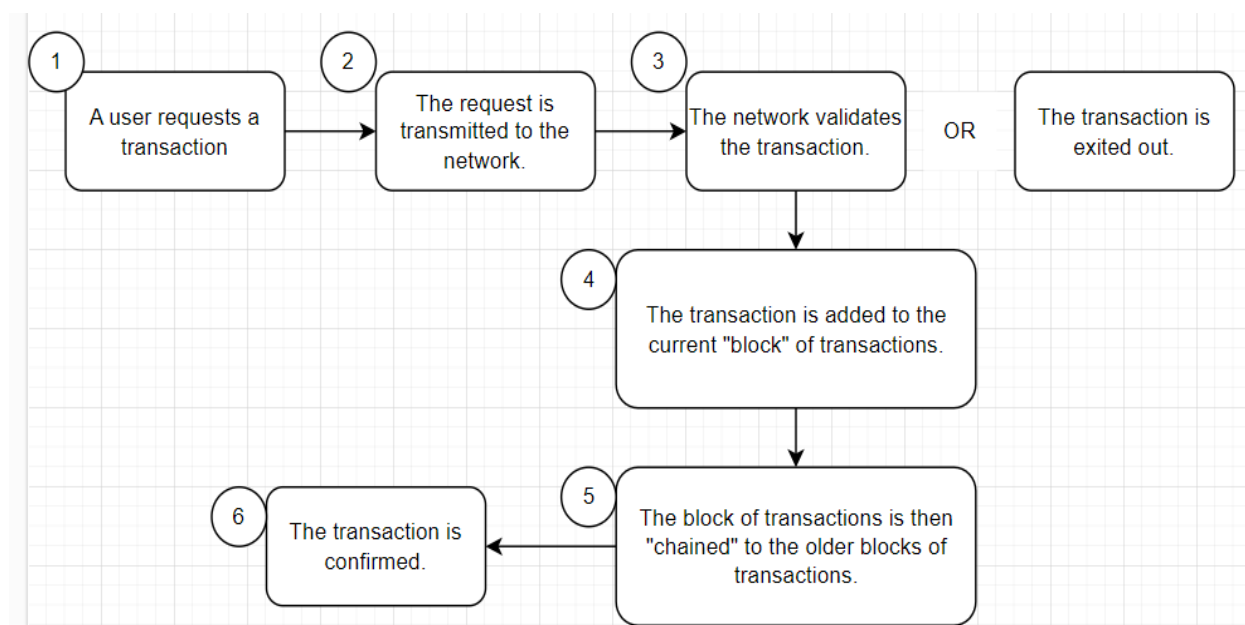 1
A user requests a
transaction
2
The request is
transmitted to the
network.
3
The network validates
the transaction.
OR
The transaction is
exited out.
4
The transaction is added to the
current "block" of transactions.
5
The block of transactions is then
"chained" to the older blocks of
transactions.
6
The transaction is
confirmed.